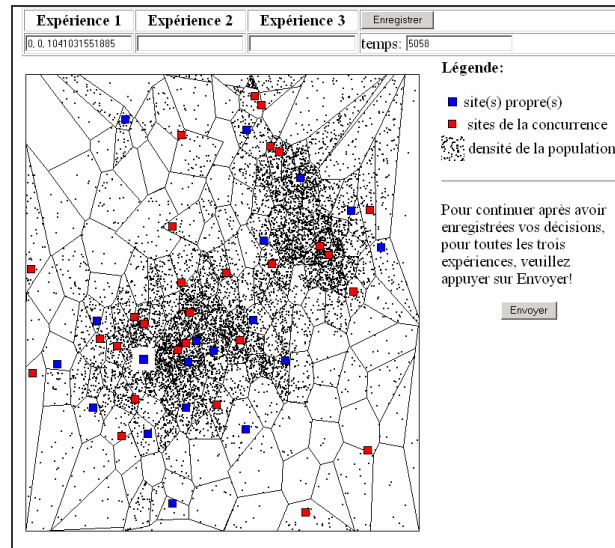 Expérience 1 Expérience 2 Expérience 3 Enregistrer
0, 0, 1041031551885 temps: 5058
Légende:
site(s) propre(s)
sites de la concurrence
densité de la population
Pour continuer après avoir
enregistrées vos décisions,
pour toutes les trois
expériences, veuillez
appuyer sur Envoyer!
Envoyer